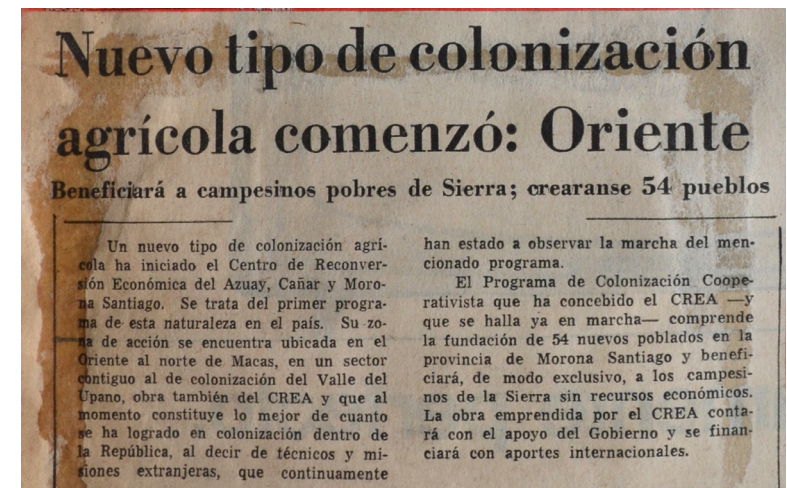 Nuevo tipo de colonización
agrícola comenzó: Oriente
Beneficiará a campesinos pobres de Sierra; crearanse 54 pueblos
Un nuevo tipo de colonización agrí-
cola ha iniciado el Centro de Reconver-
sión Económica del Azuay, Cañar y Moro-
na Santiago. Se trata del primer progra-
ma de esta naturaleza en el país. Su zo-
na de acción se encuentra ubicada en el
Oriente al norte de Macas, en un sector
contiguo al de colonización del Valle del
Upano, obra también del CREA y que al
momento constituye lo mejor de cuanto
se ha logrado en colonización dentro de
la República, al decir de técnicos y mi-
siones extranjeras, que continuamente
han estado a observar la marcha del men-
cionado programa.
El Programa de Colonización Coope-
rativista que ha concebido el CREA —y
que se halla ya en marcha— comprende
la fundación de 54 nuevos poblados en la
provincia de Morona Santiago y benefi-
ciará, de modo exclusivo, a los campesi-
nos de la Sierra sin recursos económicos.
La obra emprendida por el CREA conta-
rá con el apoyo del Gobierno y se finan-
ciará con aportes internacionales.